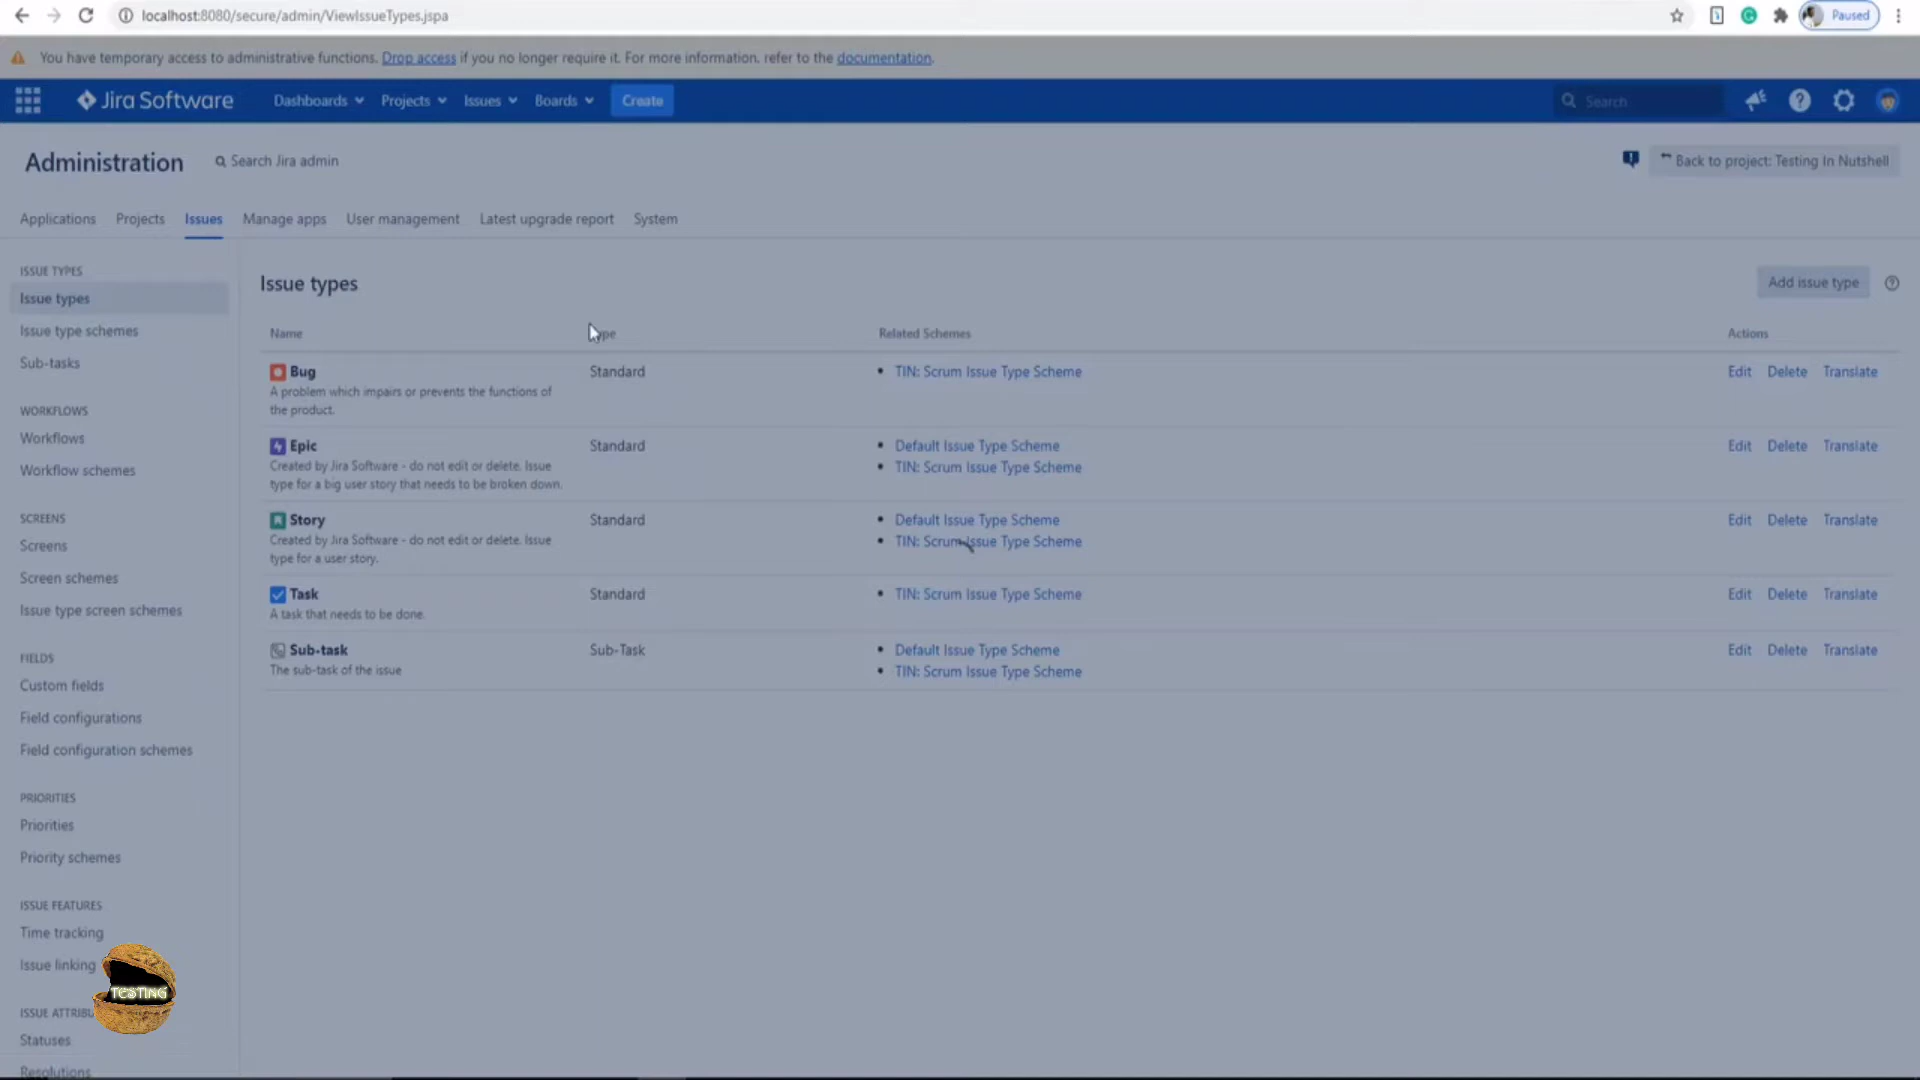 localhost:8080/secure/admin/ViewIssueTypes.jspa
Paused
You have temporary access to administrative functions. Drop access if you no longer require it. For more information, refer to the documentation.
Jira Software
Dashboards
Projects
Issues
Boards
Create
Search
Administration
Search Jira admin
Back to project: Testing In Nutshell
Applications
Projects
Issues
Manage apps
User management
Latest upgrade report
System
ISSUE TYPES
Issue types
Issue type schemes
Sub-tasks
WORKFLOWS
Workflows
Workflow schemes
SCREENS
Screens
Screen schemes
Issue type screen schemes
FIELDS
Custom fields
Field configurations
Field configuration schemes
PRIORITIES
Priorities
Priority schemes
ISSUE FEATURES
Time tracking
Issue linking
ISSUE
Statuses
Resolutions
TESTING
Issue types
Add issue type
Name
Related Schemes
Actions
Bug
A problem which impairs or prevents the functions of
the product.
Standard
TIN: Scrum Issue Type Scheme
Edit Delete Translate
Epic
Created by Jira Software - do not edit or delete. Issue
type for a big user story that needs to be broken down.
Standard
Default Issue Type Scheme
TIN: Scrum Issue Type Scheme
Edit Delete Translate
Story
Created by Jira Software - do not edit or delete. Issue
type for a user story.
Standard
Default Issue Type Scheme
TIN: Scrum Issue Type Scheme
Edit Delete Translate
Task
A task that needs to be done.
Standard
TIN: Scrum Issue Type Scheme
Edit Delete Translate
Sub-task
The sub-task of the issue
Sub-Task
Default Issue Type Scheme
TIN: Scrum Issue Type Scheme
Edit Delete Translate